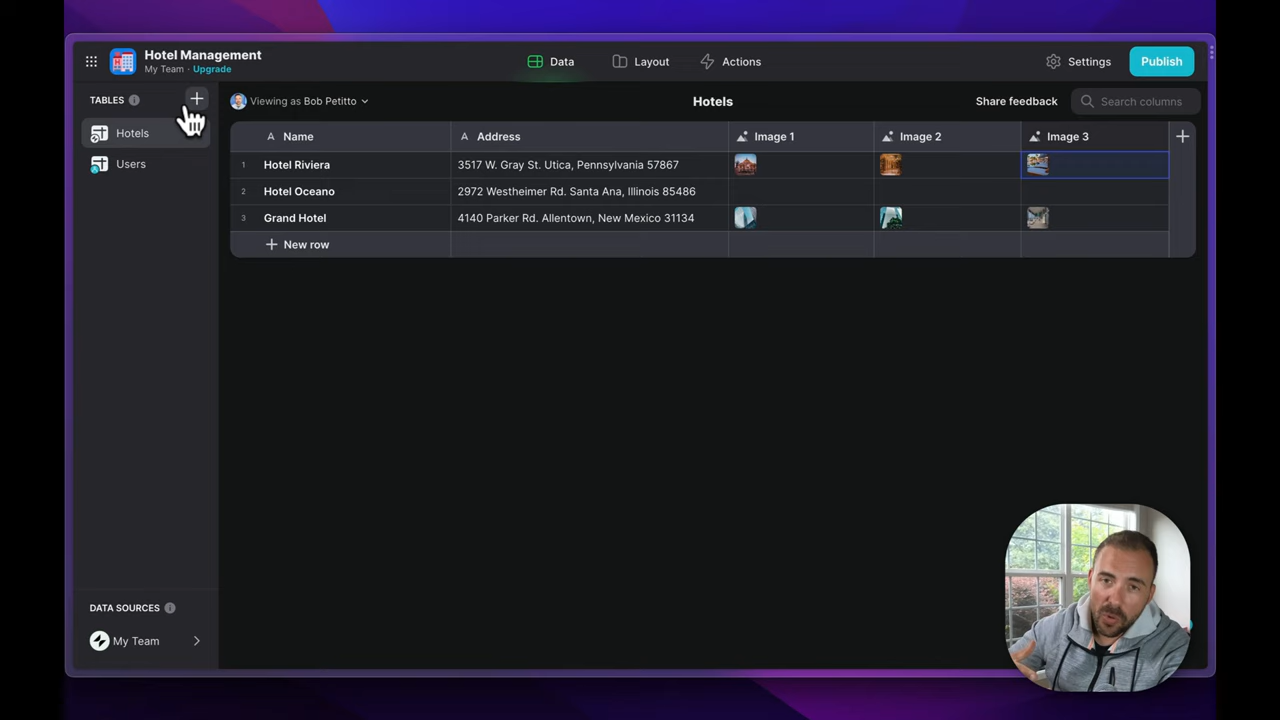 Hotel Management
My Team · Upgrade
Data
Layout
Actions
Settings
Publish
TABLES
Viewing as Bob Petitto
Hotels
Share feedback
Search columns
Hotels
Users
Name Address Image 1 Image 2 Image 3
1 Hotel Riviera 3517 W. Gray St. Utica, Pennsylvania 57867
2 Hotel Oceano 2972 Westheimer Rd. Santa Ana, Illinois 85486
3 Grand Hotel 4140 Parker Rd. Allentown, New Mexico 31134
New row
DATA SOURCES
My Team